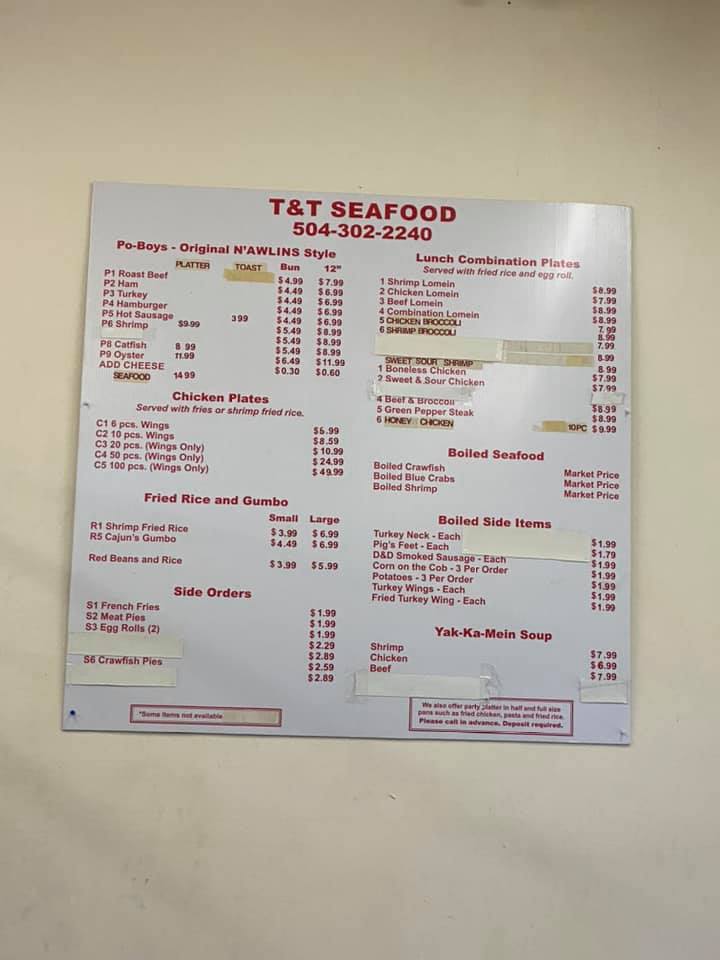 T&T SEAFOOD
504-302-2240
Po-Boys - Original N'AWLINS Style
PLATTER TOAST Bun 12"
P1 Roast Beef $4.99 $7.99
P2 Ham $4.49 $6.99
P3 Turkey $4.49 $6.99
P4 Hamburger $4.49 $6.99
P5 Hot Sausage 3 99 $4.49 $6.99
P6 Shrimp $9.99 $5.49 $8.99
$5.49 $8.99
P8 Catfish 8 99 $5.49 $8.99
P9 Oyster 11.99 $6.49 $11.99
ADD CHEESE $0.30 $0.60
SEAFOOD 14 99
Chicken Plates
Served with fries or shrimp fried rice.
C1 6 pcs. Wings $5.99
C2 10 pcs. Wings $8.59
C3 20 pcs. (Wings Only) $10.99
C4 50 pcs. (Wings Only) $24.99
C5 100 pcs. (Wings Only) $49.99
Fried Rice and Gumbo
Small Large
R1 Shrimp Fried Rice $3.99 $6.99
R5 Cajun's Gumbo $4.49 $6.99
Red Beans and Rice $3.99 $5.99
Side Orders
S1 French Fries $1.99
S2 Meat Pies $1.99
S3 Egg Rolls (2) $1.99
$2.29
$2.89
S6 Crawfish Pies $2.59
$2.89
*Some items not available
Lunch Combination Plates
Served with fried rice and egg roll.
1 Shrimp Lomein $8.99
2 Chicken Lomein $7.99
3 Beef Lomein $8.99
4 Combination Lomein $8.99
5 CHICKEN BROCCOLI 7.99
6 SHRIMP BROCCOLI 8.99
7.99
SWEET SOUR SHRIMP 8.99
1 Boneless Chicken 8.99
2 Sweet & Sour Chicken $7.99
$7.99
4 Beef & Broccoli $8.99
5 Green Pepper Steak $8.99
6 HONEY CHICKEN 10PC $9.99
Boiled Seafood
Boiled Crawfish Market Price
Boiled Blue Crabs Market Price
Boiled Shrimp Market Price
Boiled Side Items
Turkey Neck - Each $1.99
Pig's Feet - Each $1.79
D&D Smoked Sausage - Each $1.99
Corn on the Cob - 3 Per Order $1.99
Potatoes - 3 Per Order $1.99
Turkey Wings - Each $1.99
Fried Turkey Wing - Each $1.99
Yak-Ka-Mein Soup
Shrimp $7.99
Chicken $6.99
Beef $7.99
We also offer party platter in half and full size
pans such as fried chicken, pasta and fried rice.
Please call in advance. Deposit required.